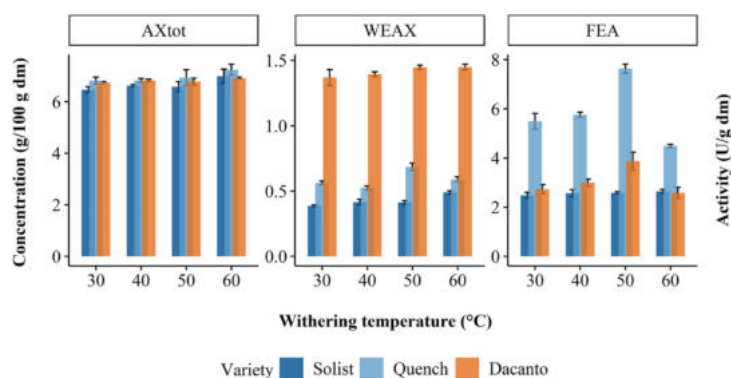 AXtot WEAX FEA
Concentration (g/100 g dm)
6
4
2
0
30 40 50 60
1.5
1.0
0.5
0.0
30 40 50 60
8
6
4
2
0
30 40 50 60
Activity (U/g dm)
Withering temperature (°C)
Variety Solist Quench Dacanto